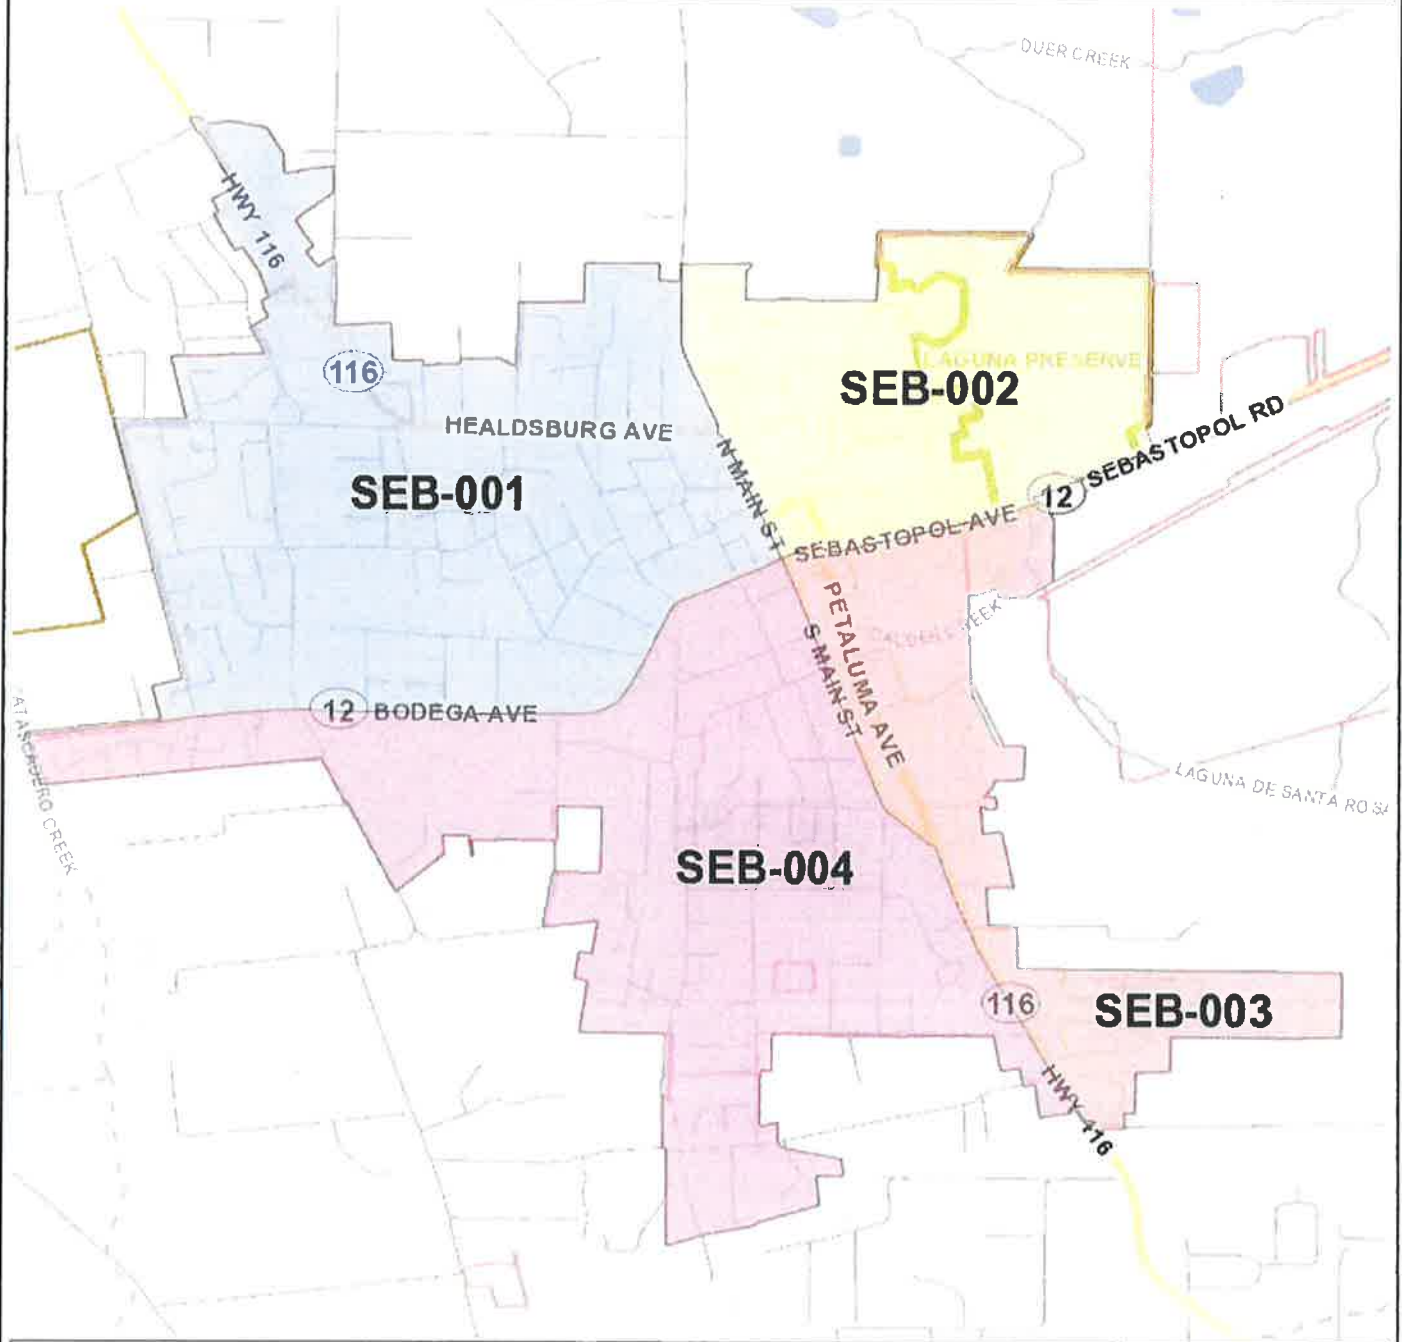 DUER CREEK
HWY 116
116
LAGUNA PRESERVE
SEB-002
HEALDSBURG AVE
SEB-001
N MAIN ST
12
SEBASTOPOL RD
SEBASTOPOL AVE
PETALUMA AVE
S MAIN ST
CALDER CREEK
12
BODEGA AVE
ATASCADERO CREEK
LAGUNA DE SANTA ROSA
SEB-004
116
SEB-003
HWY 116